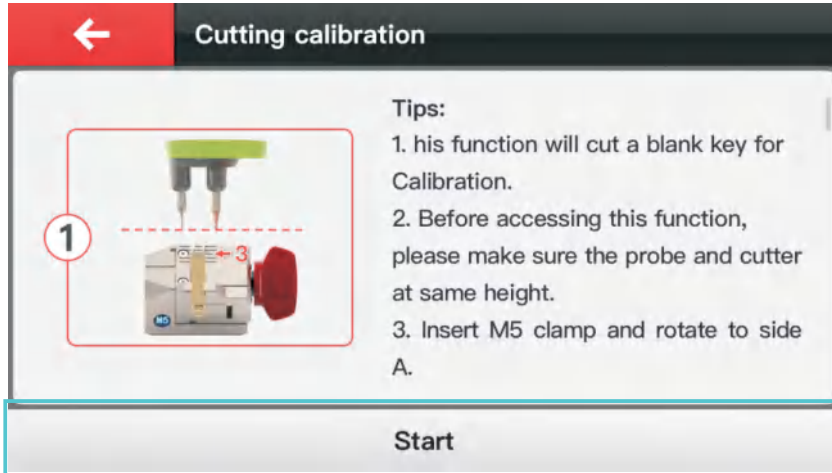 Cutting calibration
Tips:
1. his function will cut a blank key for
Calibration.
2. Before accessing this function,
please make sure the probe and cutter
at same height.
3. Insert M5 clamp and rotate to side
A.
1
3
M5
Start